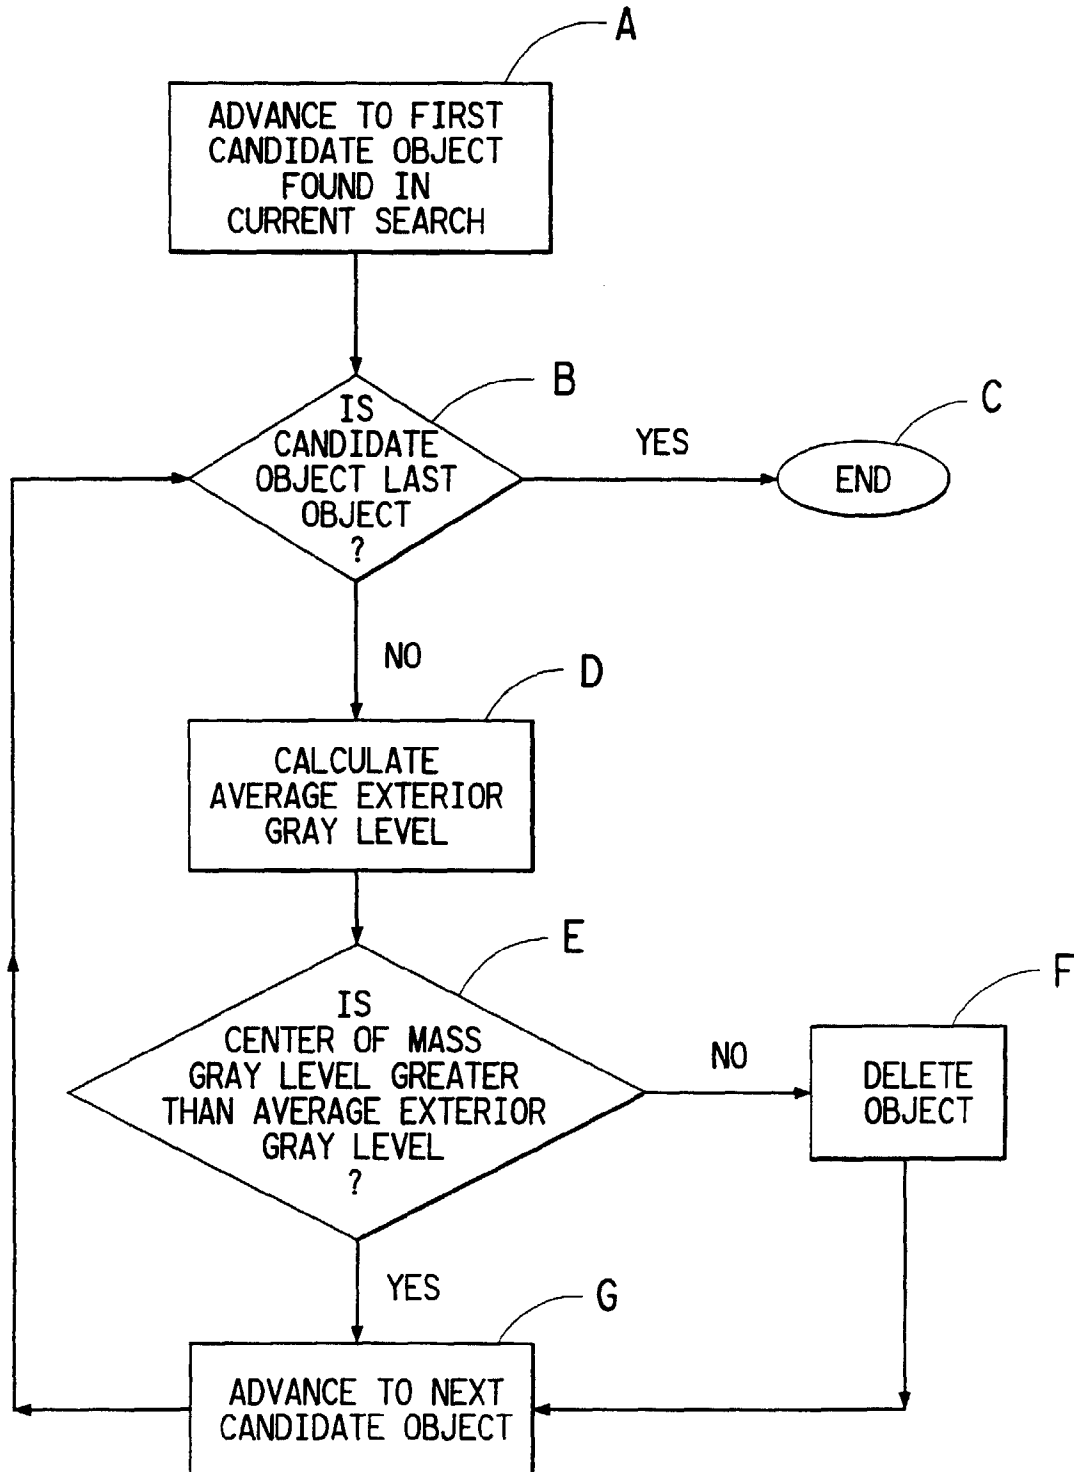 A
ADVANCE TO FIRST
CANDIDATE OBJECT
FOUND IN
CURRENT SEARCH
B
IS
CANDIDATE
OBJECT LAST
OBJECT
?
YES
C
END
NO
D
CALCULATE
AVERAGE EXTERIOR
GRAY LEVEL
E
IS
CENTER OF MASS
GRAY LEVEL GREATER
THAN AVERAGE EXTERIOR
GRAY LEVEL
?
NO
F
DELETE
OBJECT
YES
G
ADVANCE TO NEXT
CANDIDATE OBJECT